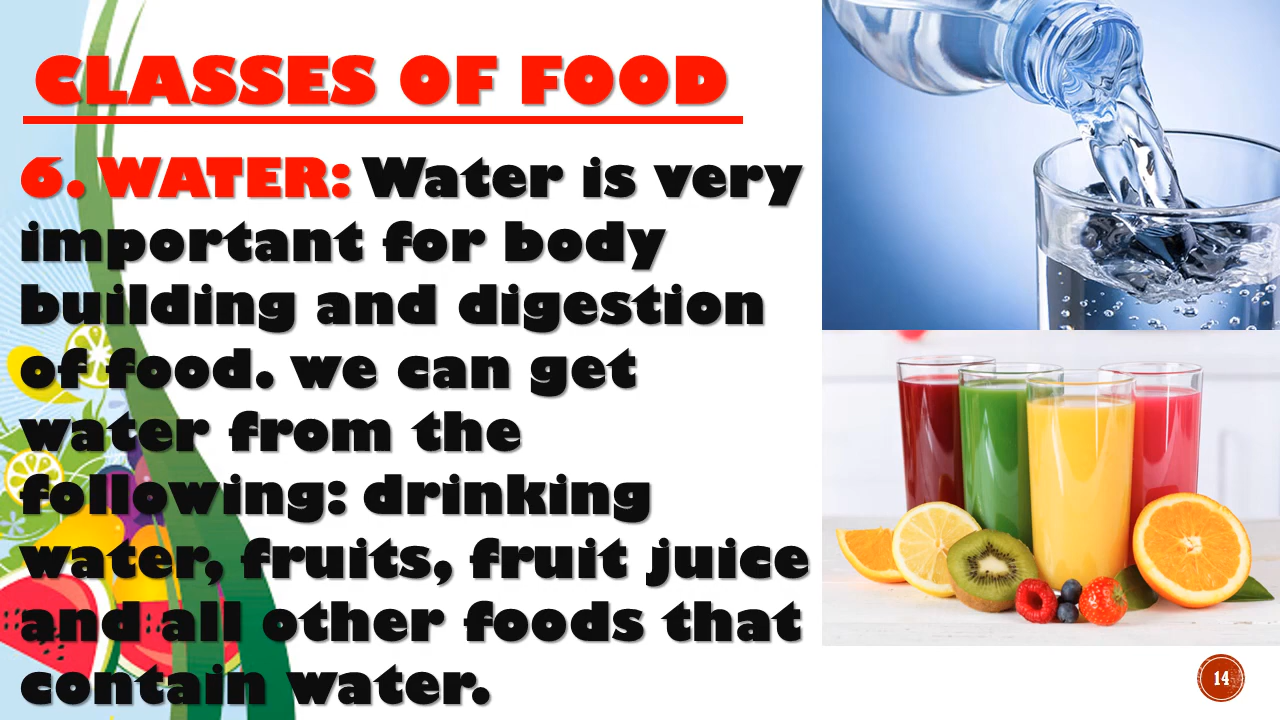 CLASSES OF FOOD
6. WATER: Water is very
important for body
building and digestion
of food. we can get
water from the
following: drinking
water, fruits, fruit juice
and all other foods that
contain water.
14